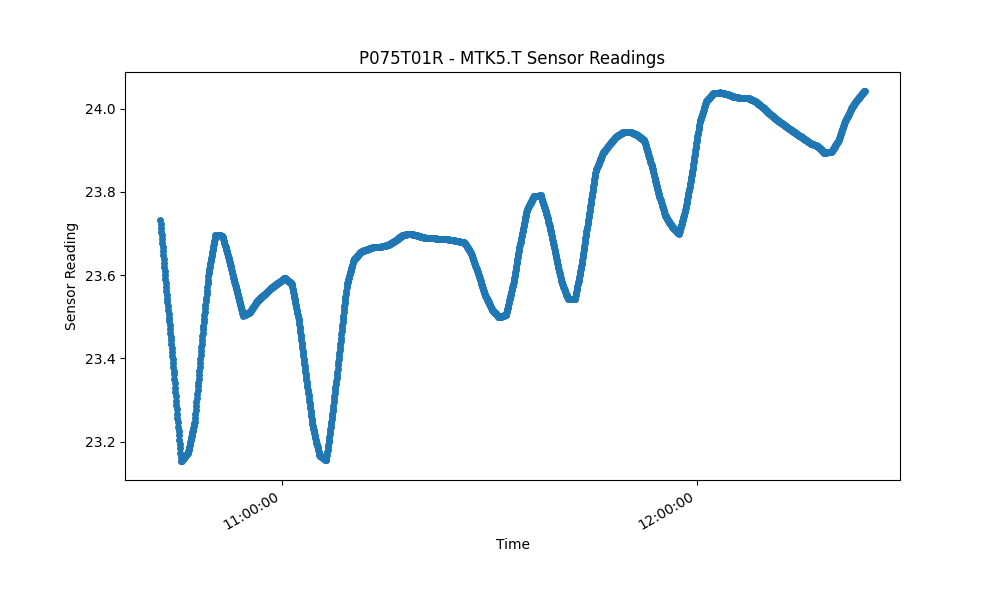 P075T01R - MTK5.T Sensor Readings
Sensor Reading
24.0
23.8
23.6
23.4
23.2
11:00:00
12:00:00
Time